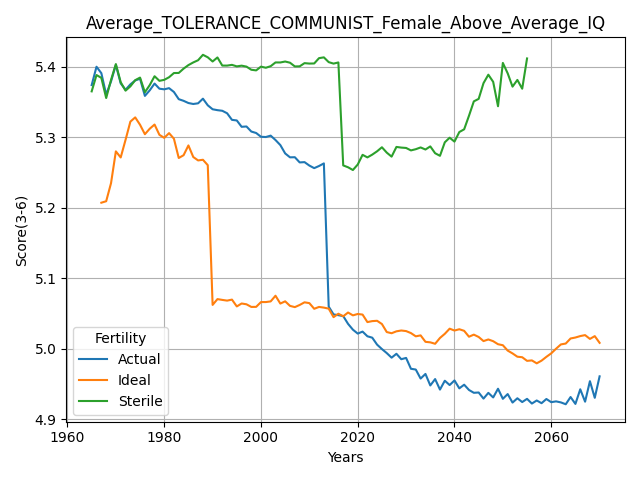 Average_TOLERANCE_COMMUNIST_Female_Above_Average_IQ
Score(3-6)
5.4
5.3
5.2
5.1
5.0
4.9
Fertility
Actual
Ideal
Sterile
1960
1980
2000
2020
2040
2060
Years